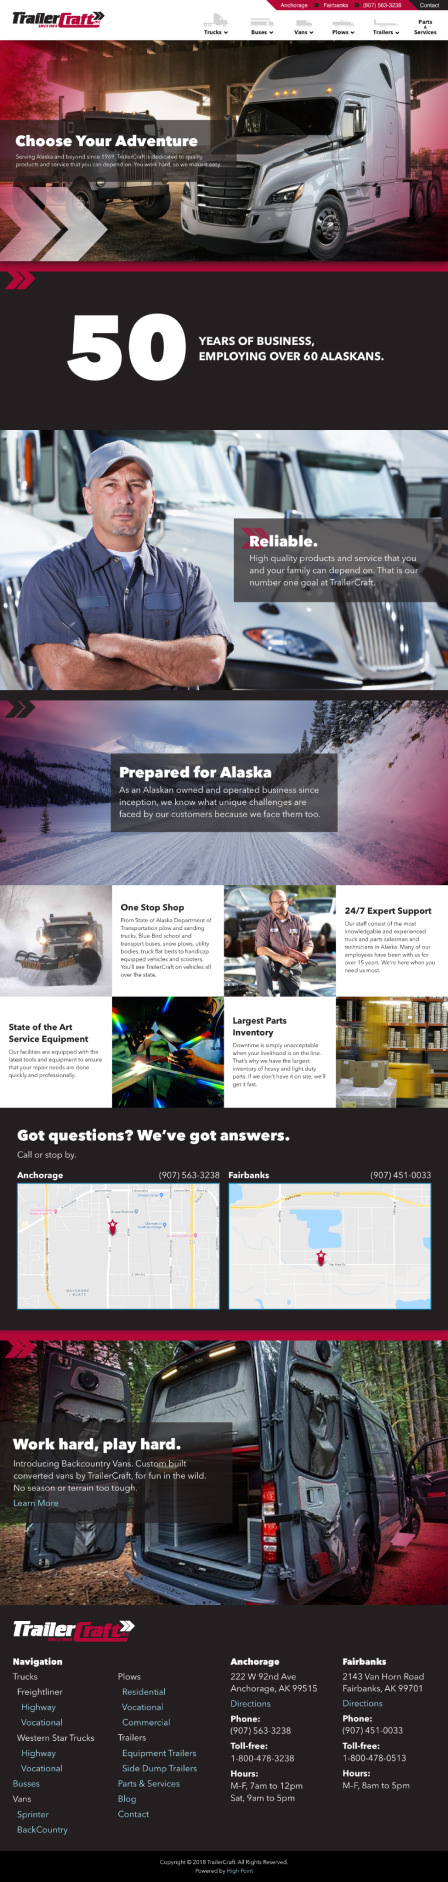 TrailerCraft
SINCE 1969
Anchorage Fairbanks (907) 563-3238 Contact
Trucks Buses Vans Plows Trailers Parts & Services
Choose Your Adventure
Serving Alaska and beyond since 1969, TrailerCraft is dedicated to quality
products and service that you can depend on. You work hard, so we make it easy.
50
YEARS OF BUSINESS,
EMPLOYING OVER 60 ALASKANS.
Reliable.
High quality products and service that you
and your family can depend on. That is our
number one goal at TrailerCraft.
Prepared for Alaska
As an Alaskan owned and operated business since
inception, we know what unique challenges are
faced by our customers because we face them too.
One Stop Shop
From State of Alaska Department of
Transportation plow and sanding
trucks, Blue Bird school and
transport buses, snow plows, utility
bodies, truck flat beds to handicap
equipped vehicles and scooters.
You'll see TrailerCraft on vehicles all
over the state.
24/7 Expert Support
Our staff consist of the most
knowledgable and experienced
truck and parts salesman and
technicians in Alaska. Many of our
employees have been with us for
over 15 years. We're here when you
need us most.
State of the Art
Service Equipment
Our facilities are equipped with the
latest tools and equipment to ensure
that your repair needs are done
quickly and professionally.
Largest Parts
Inventory
Downtime is simply unacceptable
when your livelihood is on the line.
That's why we have the largest
inventory of heavy and light duty
parts. If we don't have it on site, we'll
get it fast.
Got questions? We've got answers.
Call or stop by.
Anchorage (907) 563-3238
Fairbanks (907) 451-0033
Work hard, play hard.
Introducing Backcountry Vans. Custom built
converted vans by TrailerCraft, for fun in the wild.
No season or terrain too tough.
Learn More
TrailerCraft
SINCE 1969
Navigation
Trucks
Freightliner
Highway
Vocational
Western Star Trucks
Highway
Vocational
Busses
Vans
Sprinter
BackCountry
Plows
Residential
Vocational
Commercial
Trailers
Equipment Trailers
Side Dump Trailers
Parts & Services
Blog
Contact
Anchorage
222 W 92nd Ave
Anchorage, AK 99515
Directions
Phone:
(907) 563-3238
Toll-free:
1-800-478-3238
Hours:
M-F, 7am to 12pm
Sat, 9am to 5pm
Fairbanks
2143 Van Horn Road
Fairbanks, AK 99701
Directions
Phone:
(907) 451-0033
Toll-free:
1-800-478-0513
Hours:
M-F, 8am to 5pm
Copyright © 2018 TrailerCraft. All Rights Reserved.
Powered by High Point